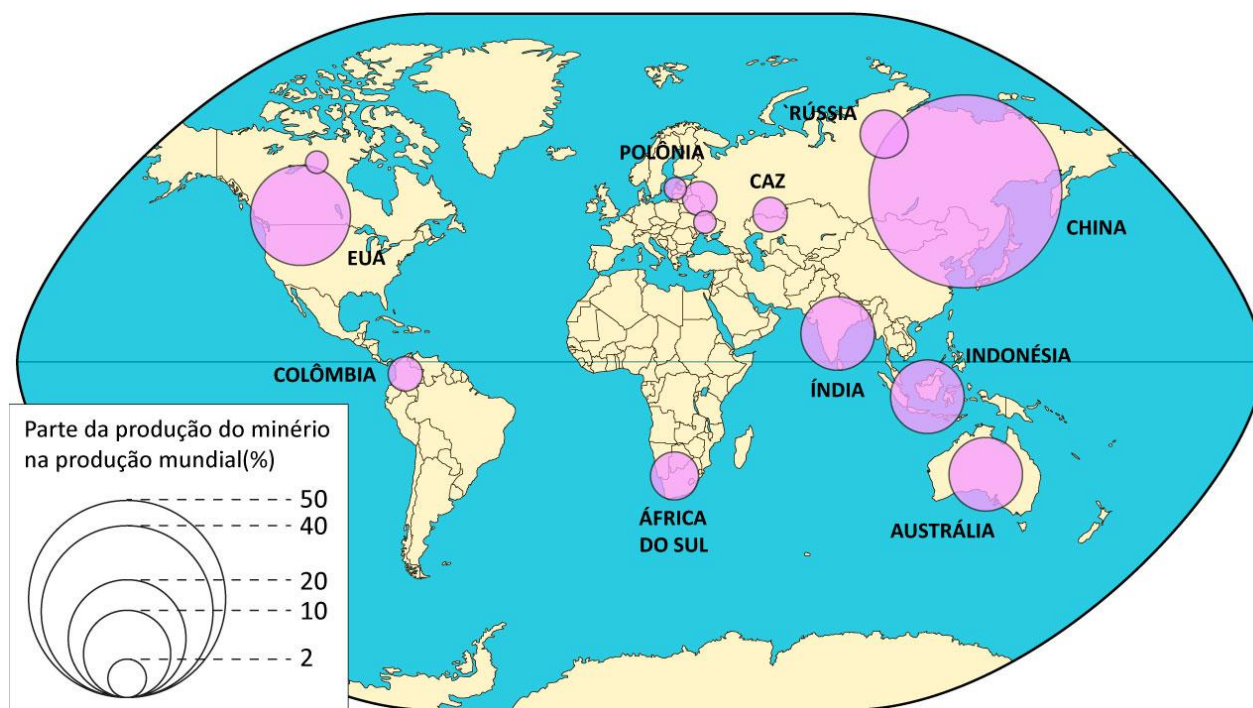 `RÚSSIA
POLÔNIA
CAZ
CHINA
EUA
INDONÉSIA
COLÔMBIA
ÍNDIA
Parte da produção do minério
na produção mundial(%)
50
40
20
10
2
ÁFRICA
DO SUL
AUSTRÁLIA